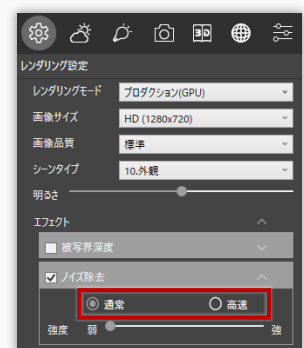 3D
レンダリング設定
レンダリングモード プロダクション(GPU)
画像サイズ HD (1280x720)
画像品質 標準
シーンタイプ 10.外観
明るさ
エフェクト
被写界深度
ノイズ除去
通常 高速
強度 弱 強